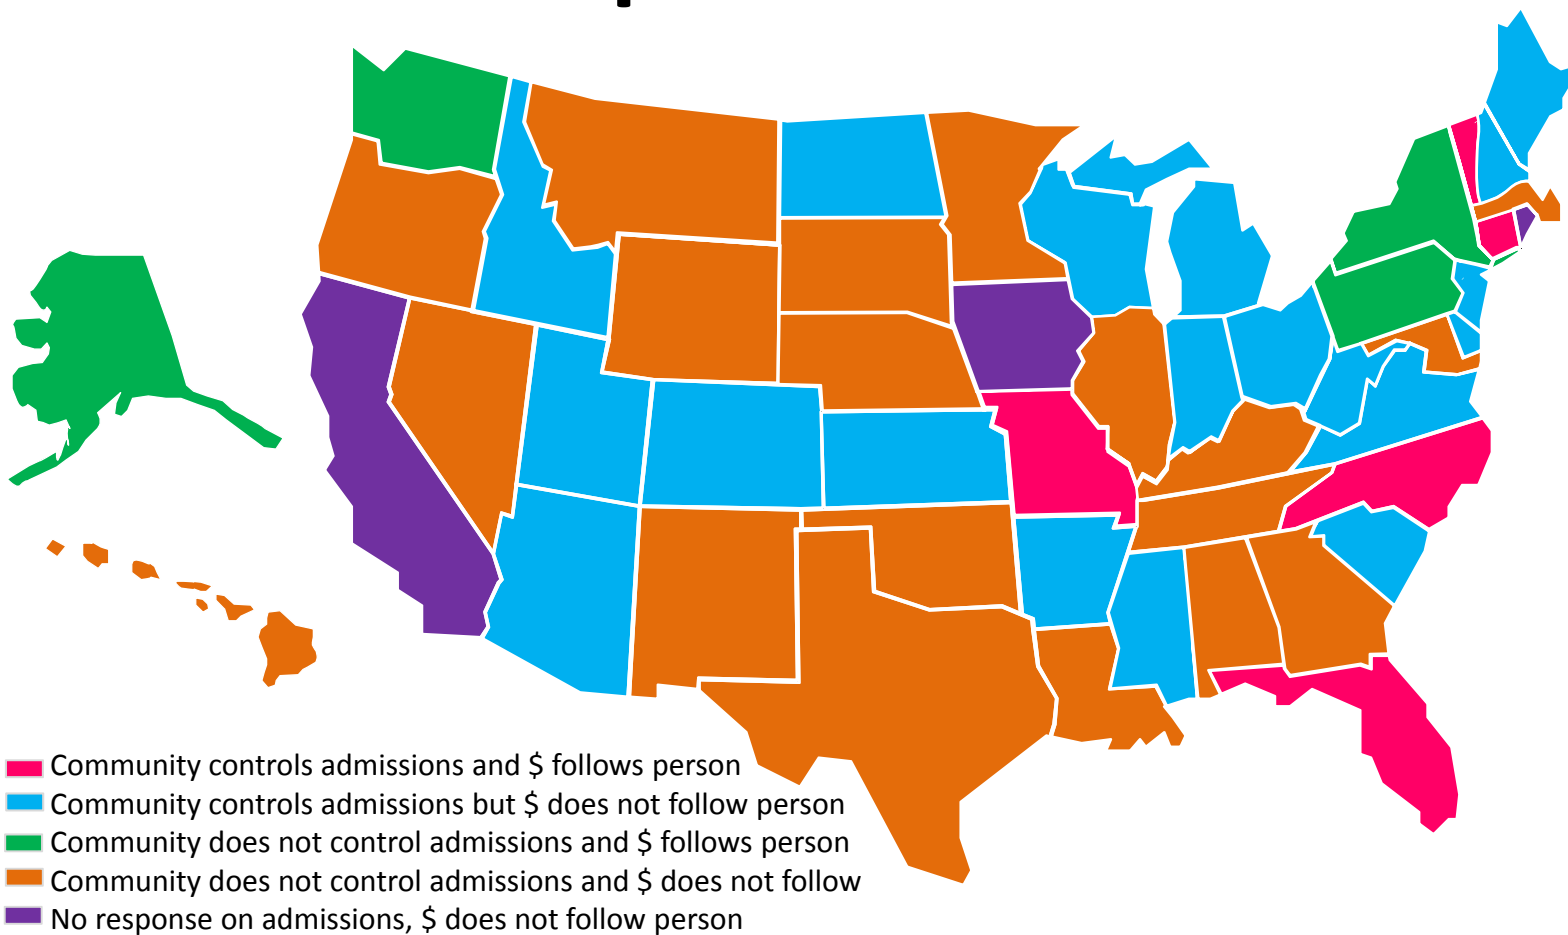 Community controls admissions and $ follows person
Community controls admissions but $ does not follow person
Community does not control admissions and $ follows person
Community does not control admissions and $ does not follow
No response on admissions, $ does not follow person